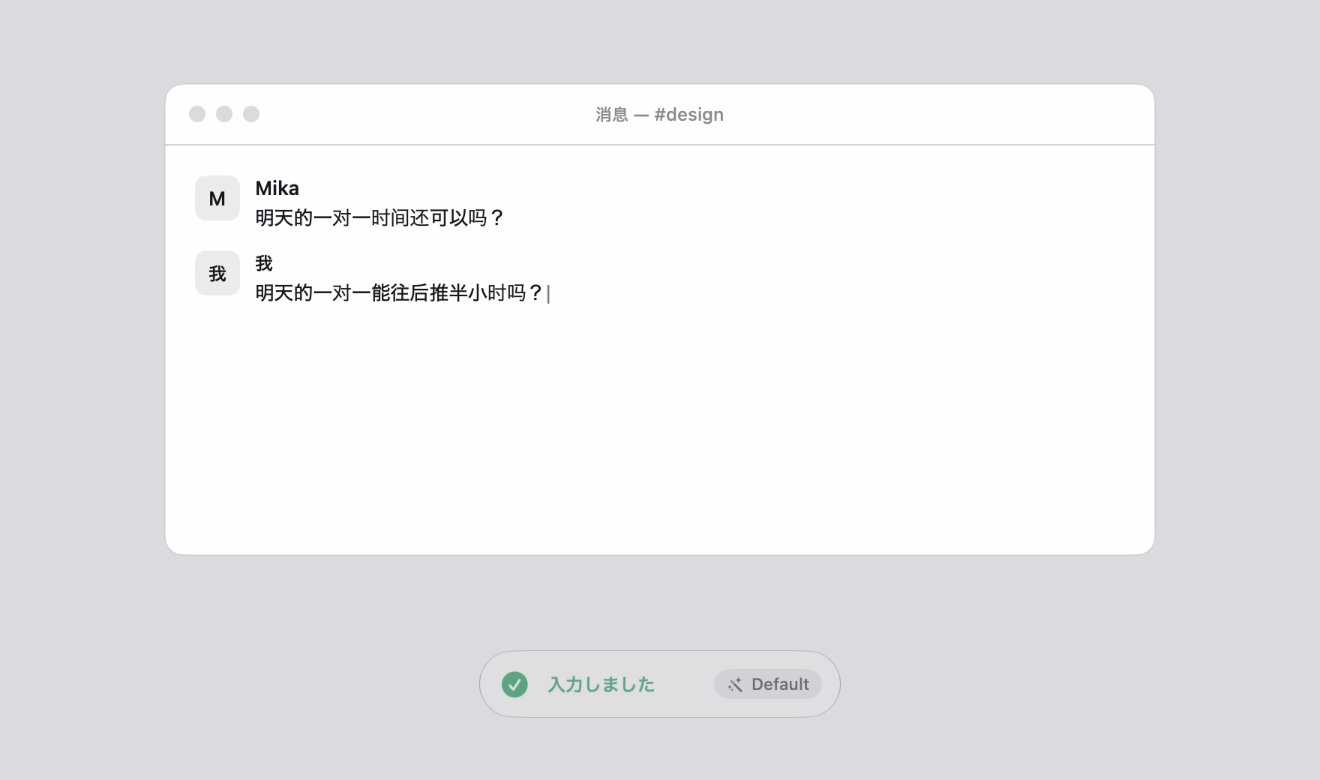 消息 — #design
M
Mika
明天的一对一时间还可以吗？
我
我
明天的一对一能往后推半小时吗？
入力しました
Default